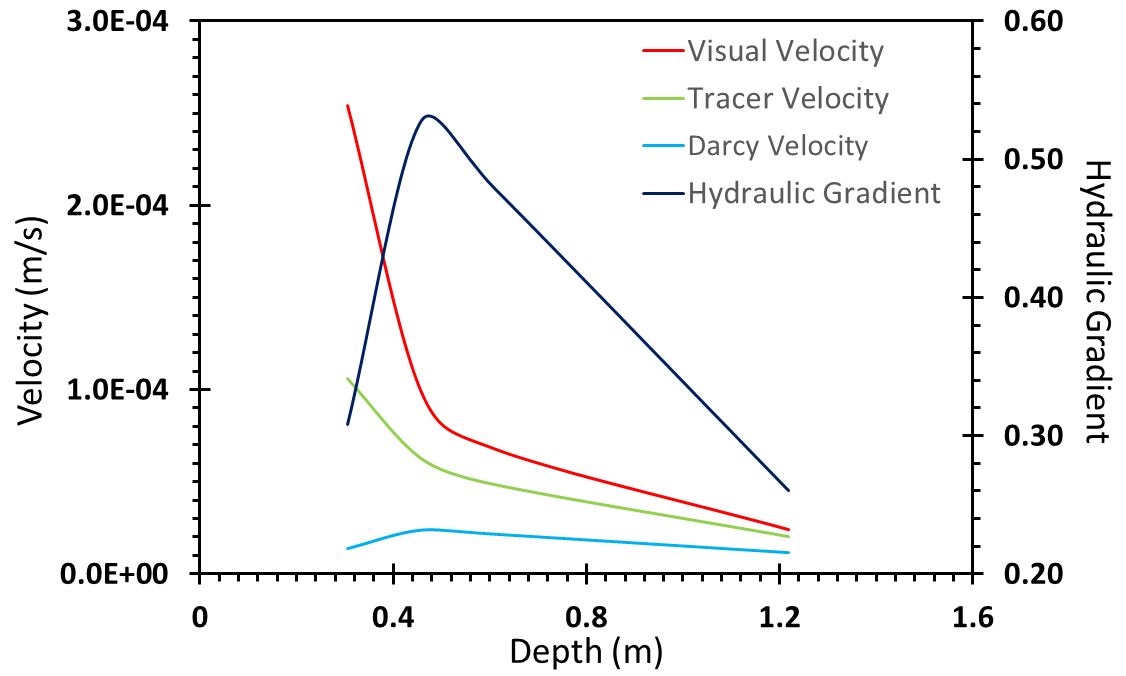 3.0E-04
0.60
Visual Velocity
Tracer Velocity
Darcy Velocity
0.50
Hydraulic Gradient
2.0E-04
Velocity (m/s)
Hydraulic Gradient
0.40
1.0E-04
0.30
0.0E+00
0.20
0 0.4 0.8 1.2 1.6
Depth (m)